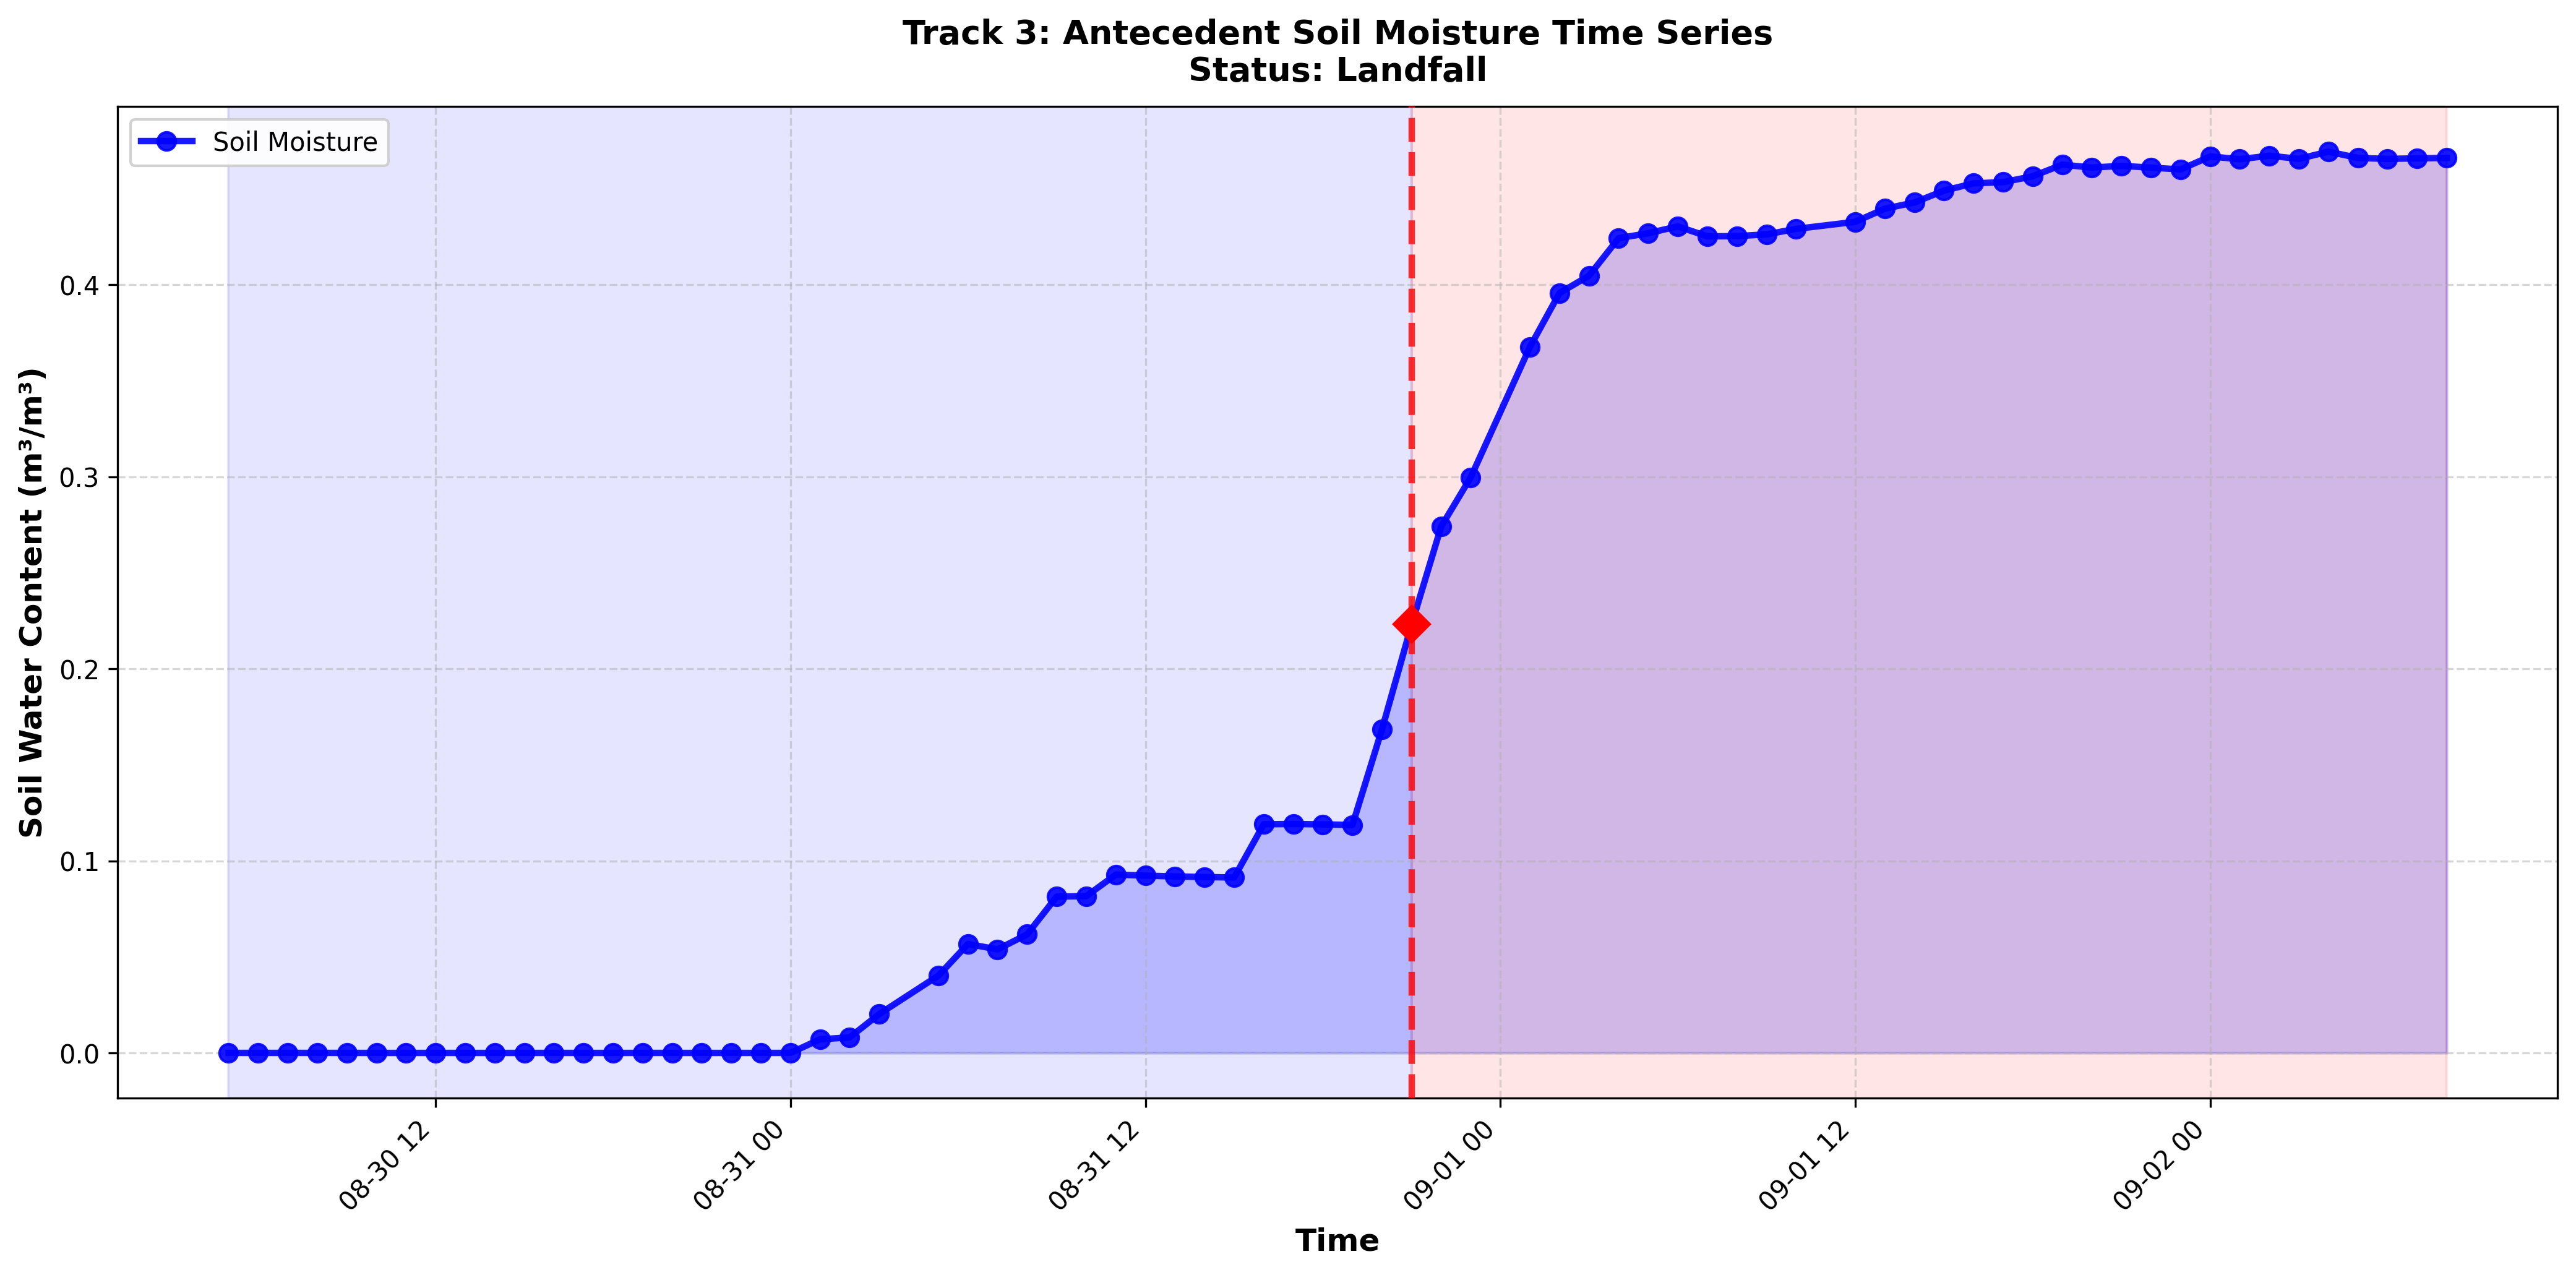 Track 3: Antecedent Soil Moisture Time Series
Status: Landfall
Soil Moisture
Soil Water Content (m³/m³)
0.4
0.3
0.2
0.1
0.0
08-30 12
08-31 00
08-31 12
09-01 00
09-01 12
09-02 00
Time